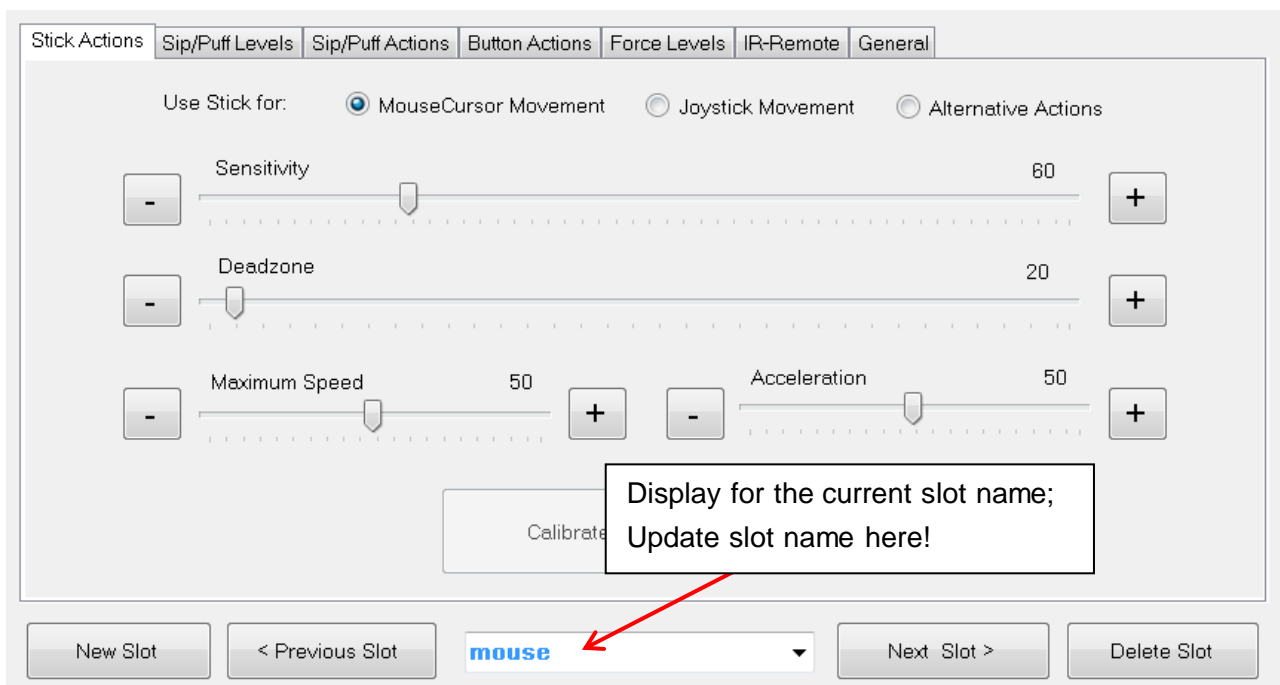 Stick Actions Sip/Puff Levels Sip/Puff Actions Button Actions Force Levels IR-Remote General
Use Stick for: MouseCursor Movement Joystick Movement Alternative Actions
Sensitivity 60
- +
Deadzone 20
- +
Maximum Speed 50 Acceleration 50
- + - +
Display for the current slot name;
Calibrate
Update slot name here!
New Slot < Previous Slot mouse Next Slot > Delete Slot